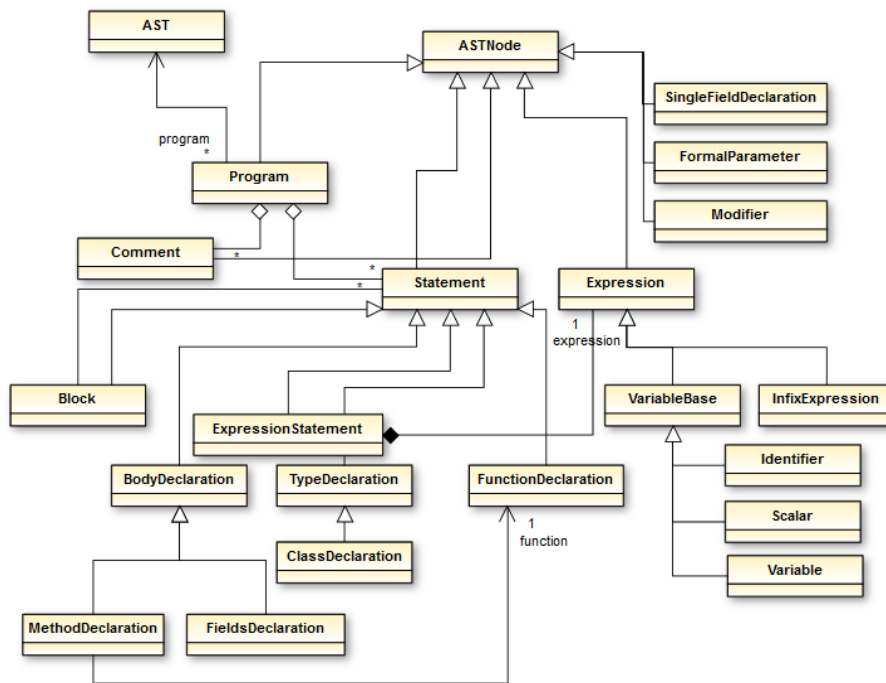 AST
ASTNode
SingleFieldDeclaration
program
*
FormalParameter
Program
Modifier
Comment
*
*
Statement
Expression
*
1
expression
Block
VariableBase
InfixExpression
ExpressionStatement
Identifier
BodyDeclaration
TypeDeclaration
FunctionDeclaration
1
function
Scalar
ClassDeclaration
Variable
MethodDeclaration
FieldsDeclaration